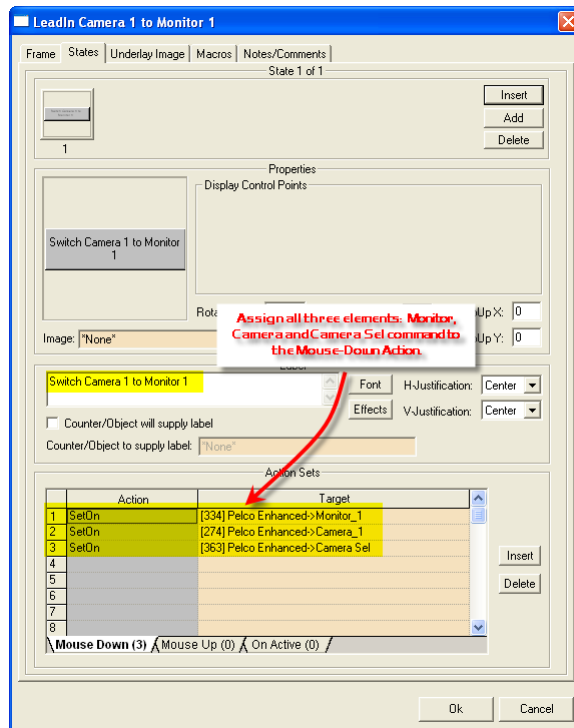 LeadIn Camera 1 to Monitor 1
Frame States Underlay Image Macros Notes/Comments
State 1 of 1
1
Insert
Add
Delete
Properties
Display Control Points
Switch Camera 1 to Monitor
1
Rota
Up X: 0
Image: "None"
Up Y: 0
Assign all three elements: Monitor,
Camera and Camera Sel command to
the Mouse-Down Action.
Label
Switch Camera 1 to Monitor 1
Font
H-Justification: Center
Effects
V-Justification: Center
Counter/Object will supply label
Counter/Object to supply label: "None"
Action Sets
Action Target
1 SetOn [334] Pelco Enhanced->Monitor_1
2 SetOn [274] Pelco Enhanced->Camera_1
3 SetOn [363] Pelco Enhanced->Camera Sel
4
5
6
7
8
Insert
Delete
Mouse Down (3) Mouse Up (0) On Active (0)
Ok Cancel